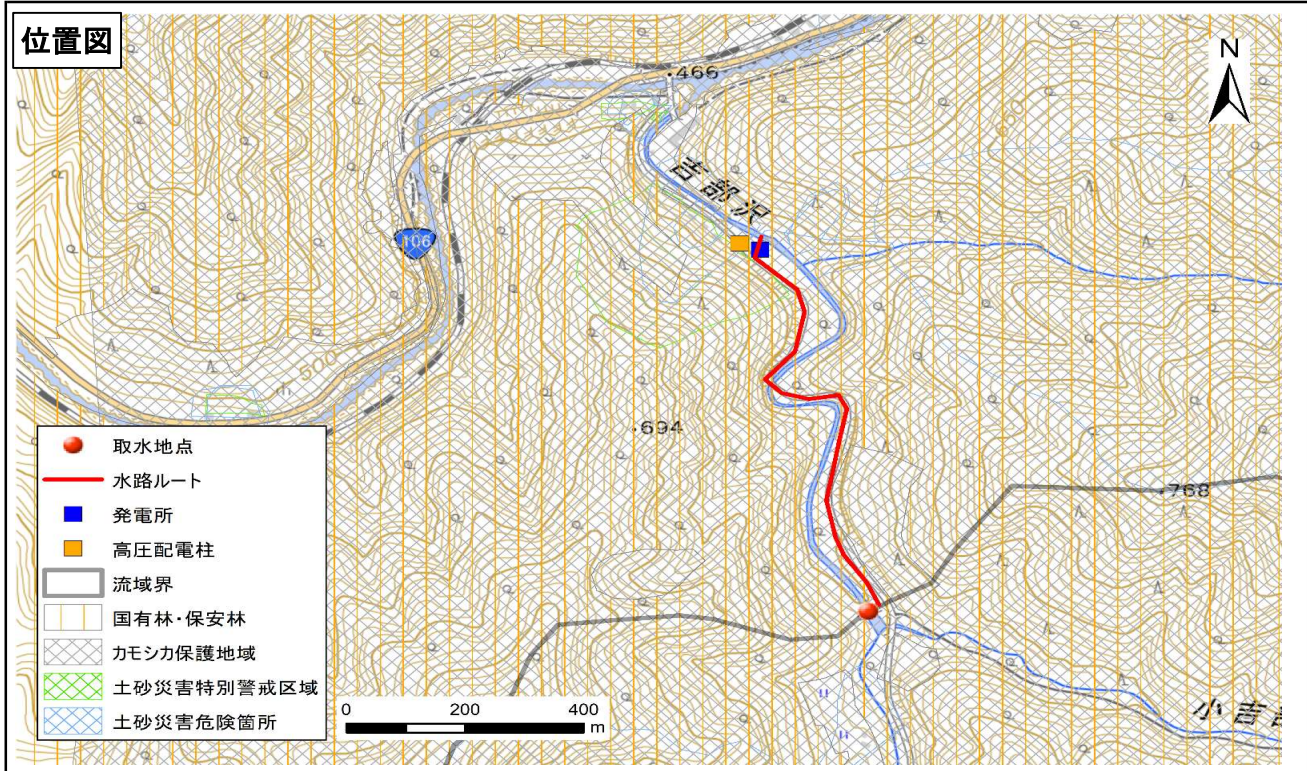 位置図
N
・466
吉部沢
106
600
500
・694
・768
取水地点
水路ルート
発電所
高圧配電柱
流域界
国有林・保安林
カモシカ保護地域
土砂災害特別警戒区域
土砂災害危険箇所
0 200 400
m
小吉